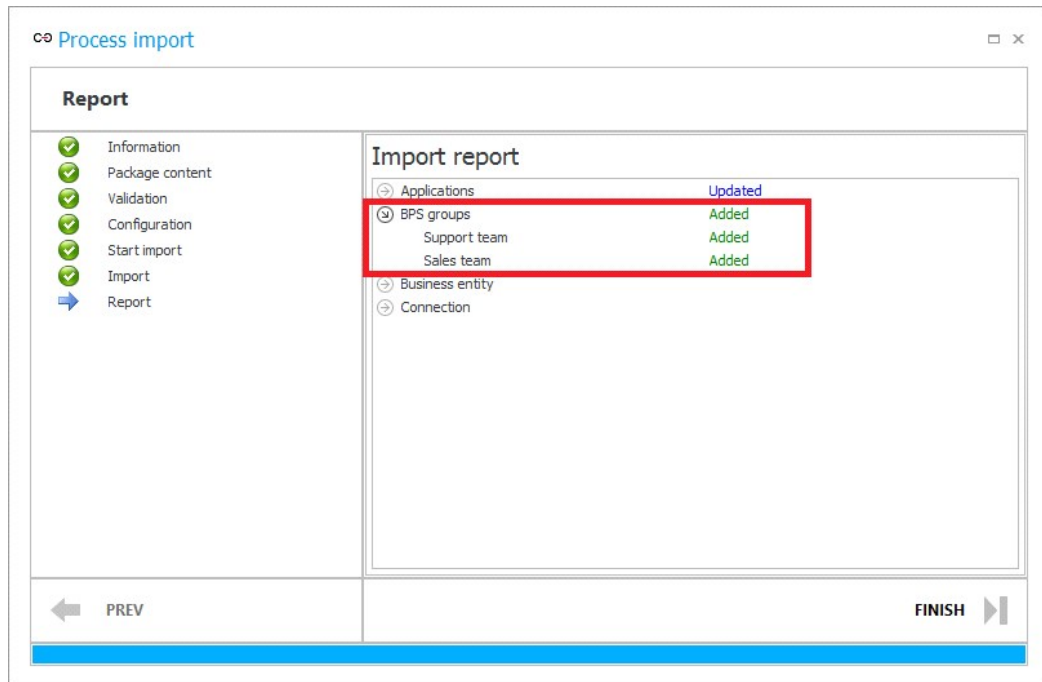 Process import
Report
Information
Package content
Validation
Configuration
Start import
Import
Report
Import report
Applications Updated
BPS groups Added
Support team Added
Sales team Added
Business entity
Connection
PREV
FINISH